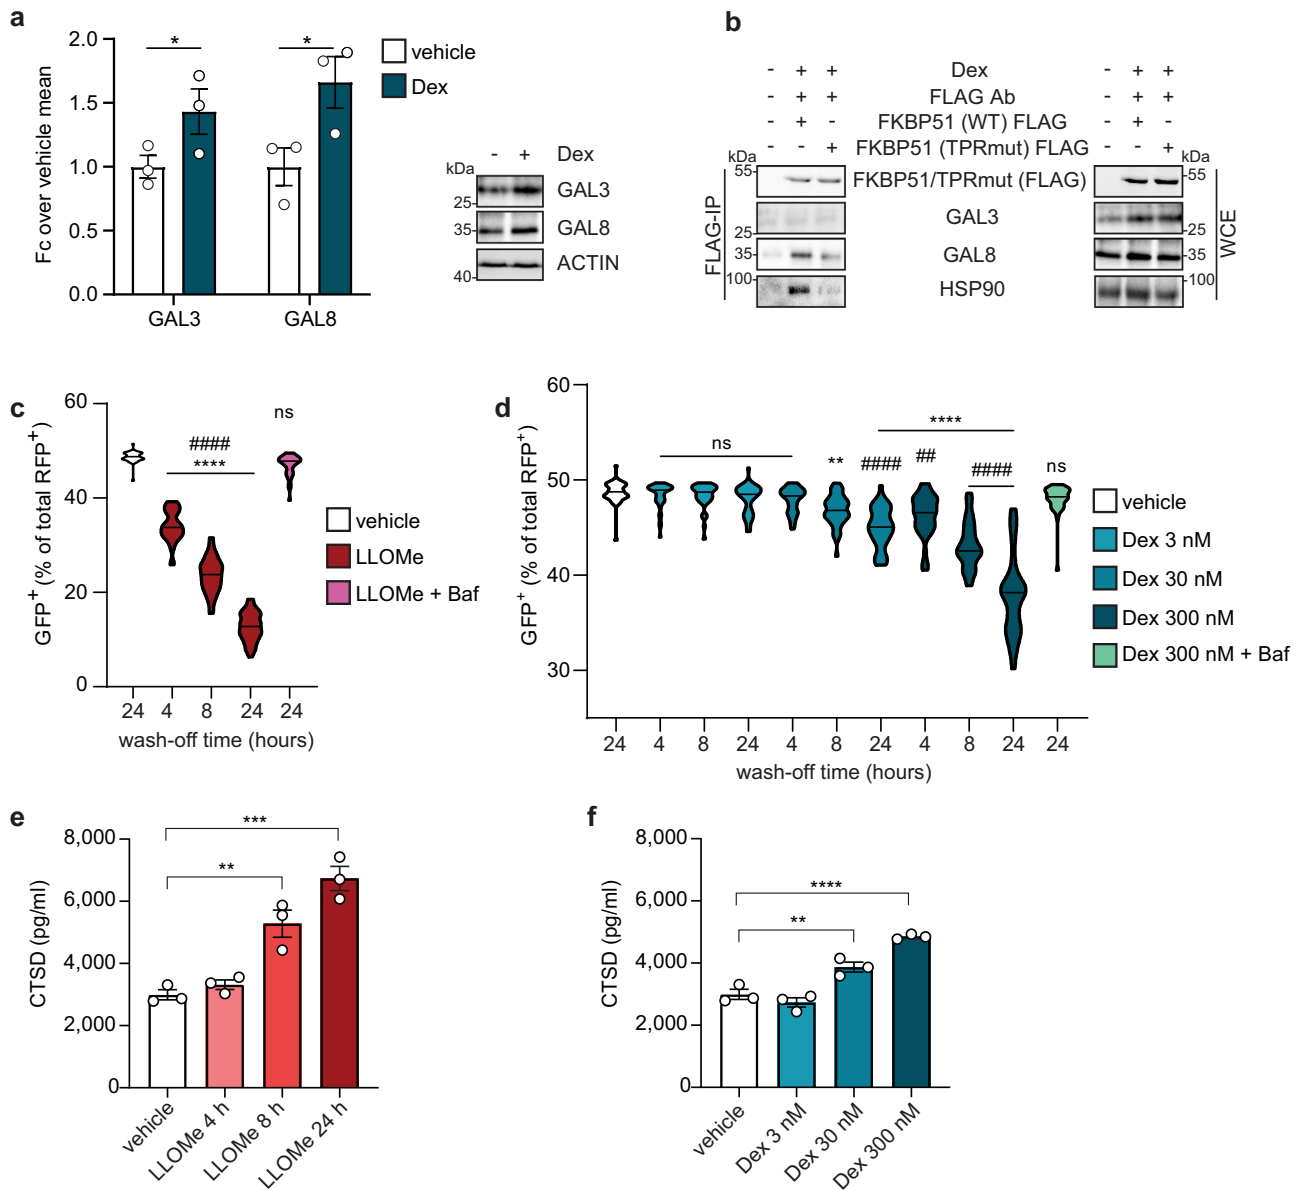 a
Fc over vehicle mean
2.0
1.5
1.0
0.5
0.0
*
*
GAL3
GAL8
vehicle
Dex
- + Dex
kDa
25
35
40
GAL3
GAL8
ACTIN
b
- + + Dex - + +
- + + FLAG Ab - + +
- + - FKBP51 (WT) FLAG - + -
- - + FKBP51 (TPRmut) FLAG - - +
kDa
kDa
FLAG-IP
WCE
55 FKBP51/TPRmut (FLAG) 55
GAL3
25 25
35 GAL8 35
100 HSP90 100
c
GFP+ (% of total RFP+)
60
40
20
0
####
****
ns
24 4 8 24 24
wash-off time (hours)
vehicle
LLOMe
LLOMe + Baf
d
GFP+ (% of total RFP+)
60
50
40
30
ns
**
####
##
****
####
ns
24 4 8 24 4 8 24 4 8 24 24
wash-off time (hours)
vehicle
Dex 3 nM
Dex 30 nM
Dex 300 nM
Dex 300 nM + Baf
e
CTSD (pg/ml)
8,000
6,000
4,000
2,000
0
***
**
vehicle
LLOMe 4 h
LLOMe 8 h
LLOMe 24 h
f
CTSD (pg/ml)
8,000
6,000
4,000
2,000
0
****
**
vehicle
Dex 3 nM
Dex 30 nM
Dex 300 nM